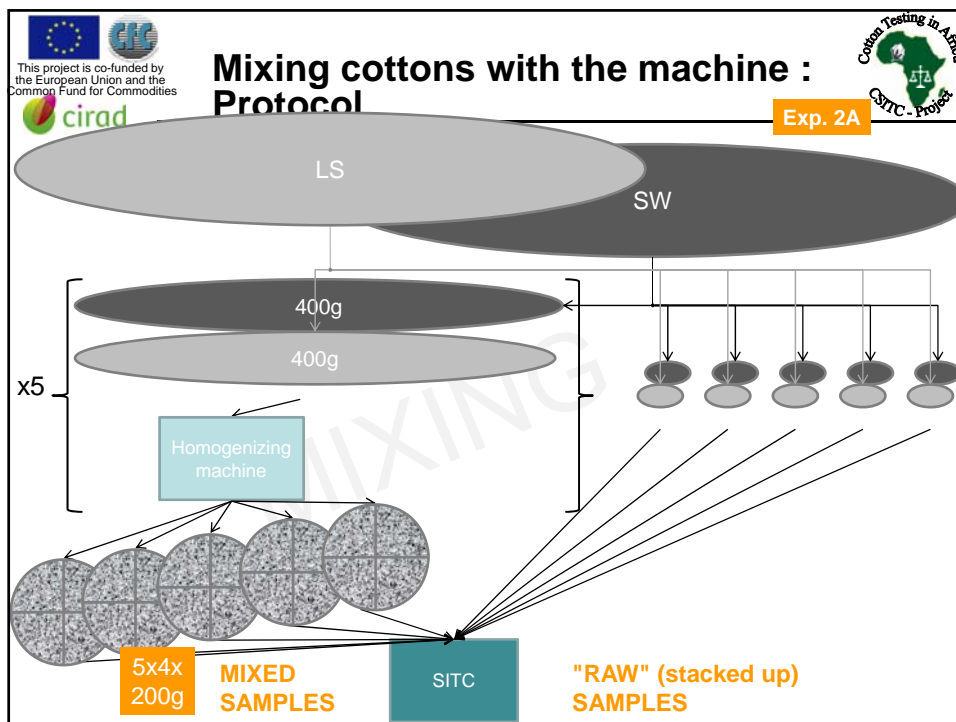 CFC
This project is co-funded by
the European Union and the
Common Fund for Commodities
cirad
Mixing cottons with the machine :
Protocol
Cotton Testing in Africa
CSITC - Project
Exp. 2A
LS
SW
400g
400g
x5
MIXING
Homogenizing
machine
5x4x
200g
MIXED
SAMPLES
SITC
"RAW" (stacked up)
SAMPLES